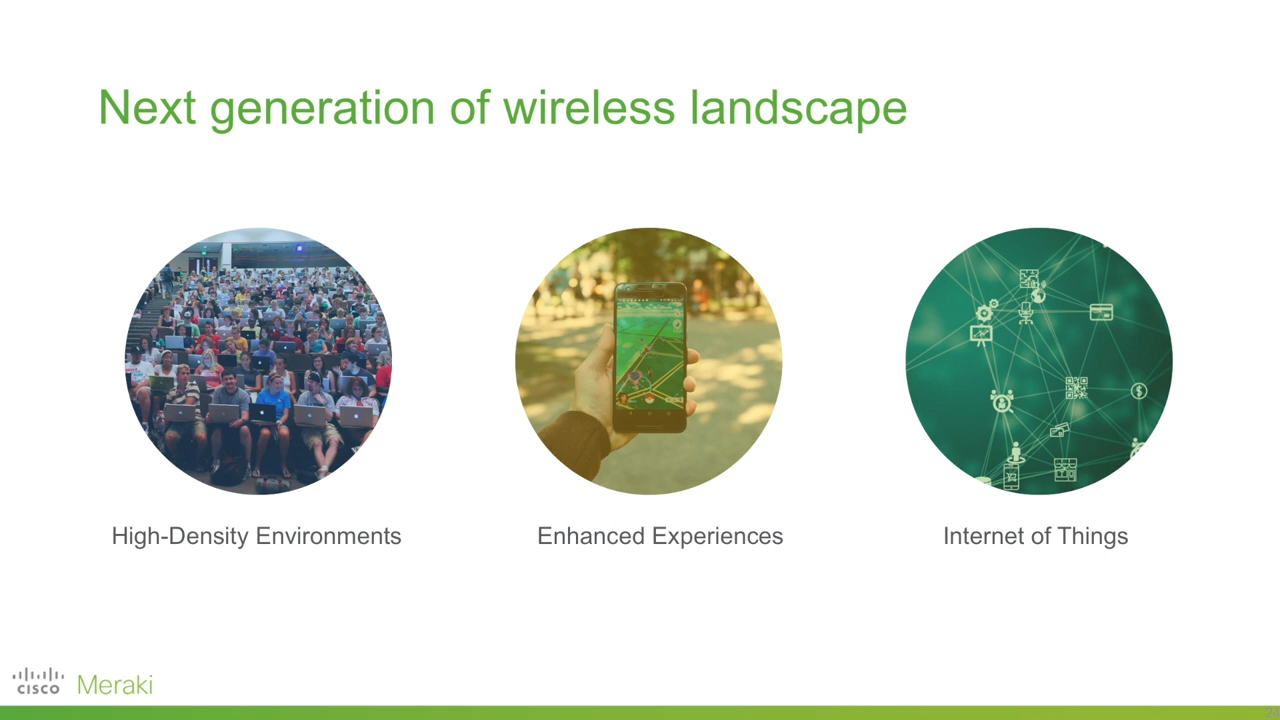 Next generation of wireless landscape
High-Density Environments
Enhanced Experiences
Internet of Things
CISCO Meraki